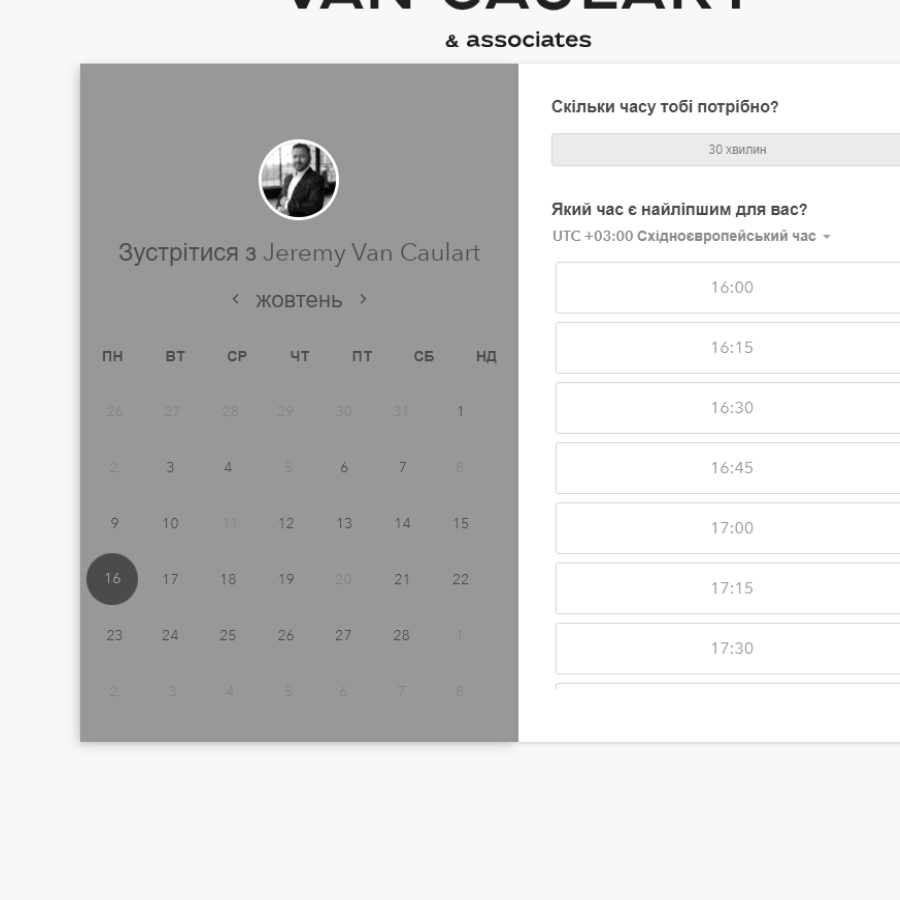 VAN CAULART
& associates
Зустрітися з Jeremy Van Caulart
жовтень
ПН ВТ СР ЧТ ПТ СБ НД
26 27 28 29 30 31 1
2 3 4 5 6 7 8
9 10 11 12 13 14 15
16 17 18 19 20 21 22
23 24 25 26 27 28 1
2 3 4 5 6 7 8
Скільки часу тобі потрібно?
30 хвилин
Який час є найліпшим для вас?
UTC +03:00 Східноєвропейський час
16:00
16:15
16:30
16:45
17:00
17:15
17:30